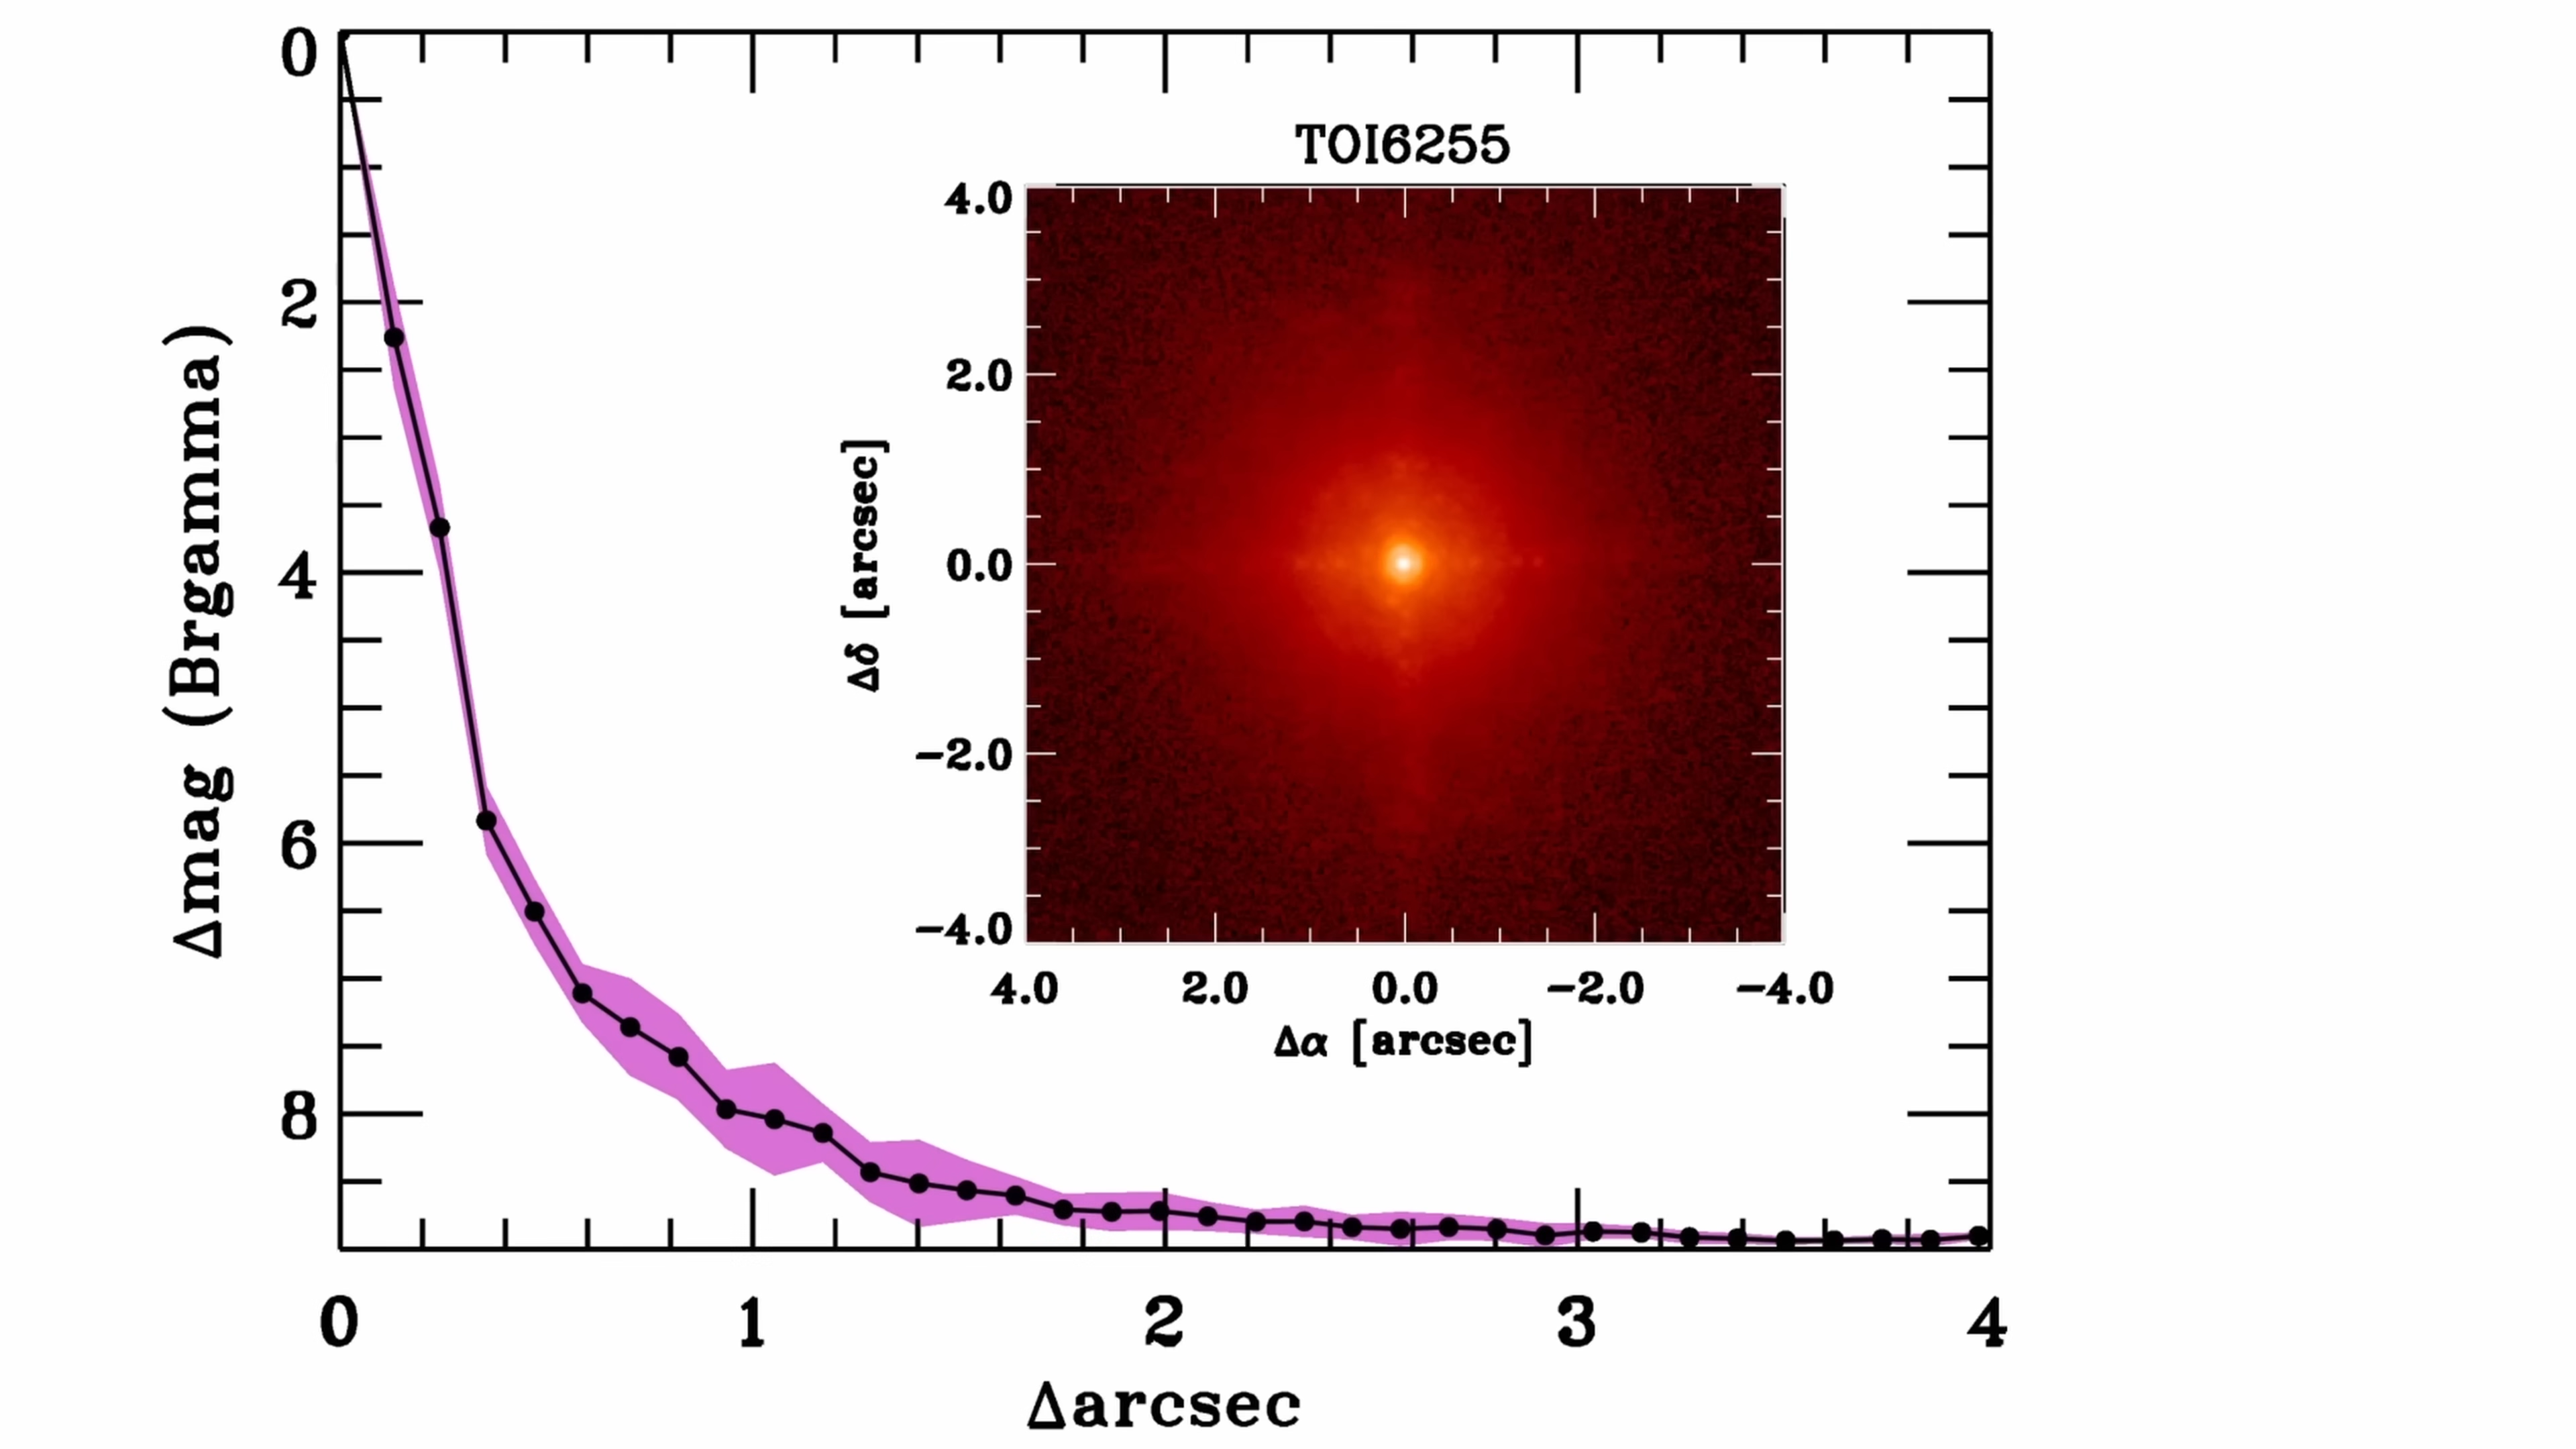 0
2
4
6
8
Δmag (Brgamma)
0 1 2 3 4
Δarcsec
TOI6255
4.0
2.0
0.0
−2.0
−4.0
Δδ [arcsec]
4.0 2.0 0.0 −2.0 −4.0
Δα [arcsec]